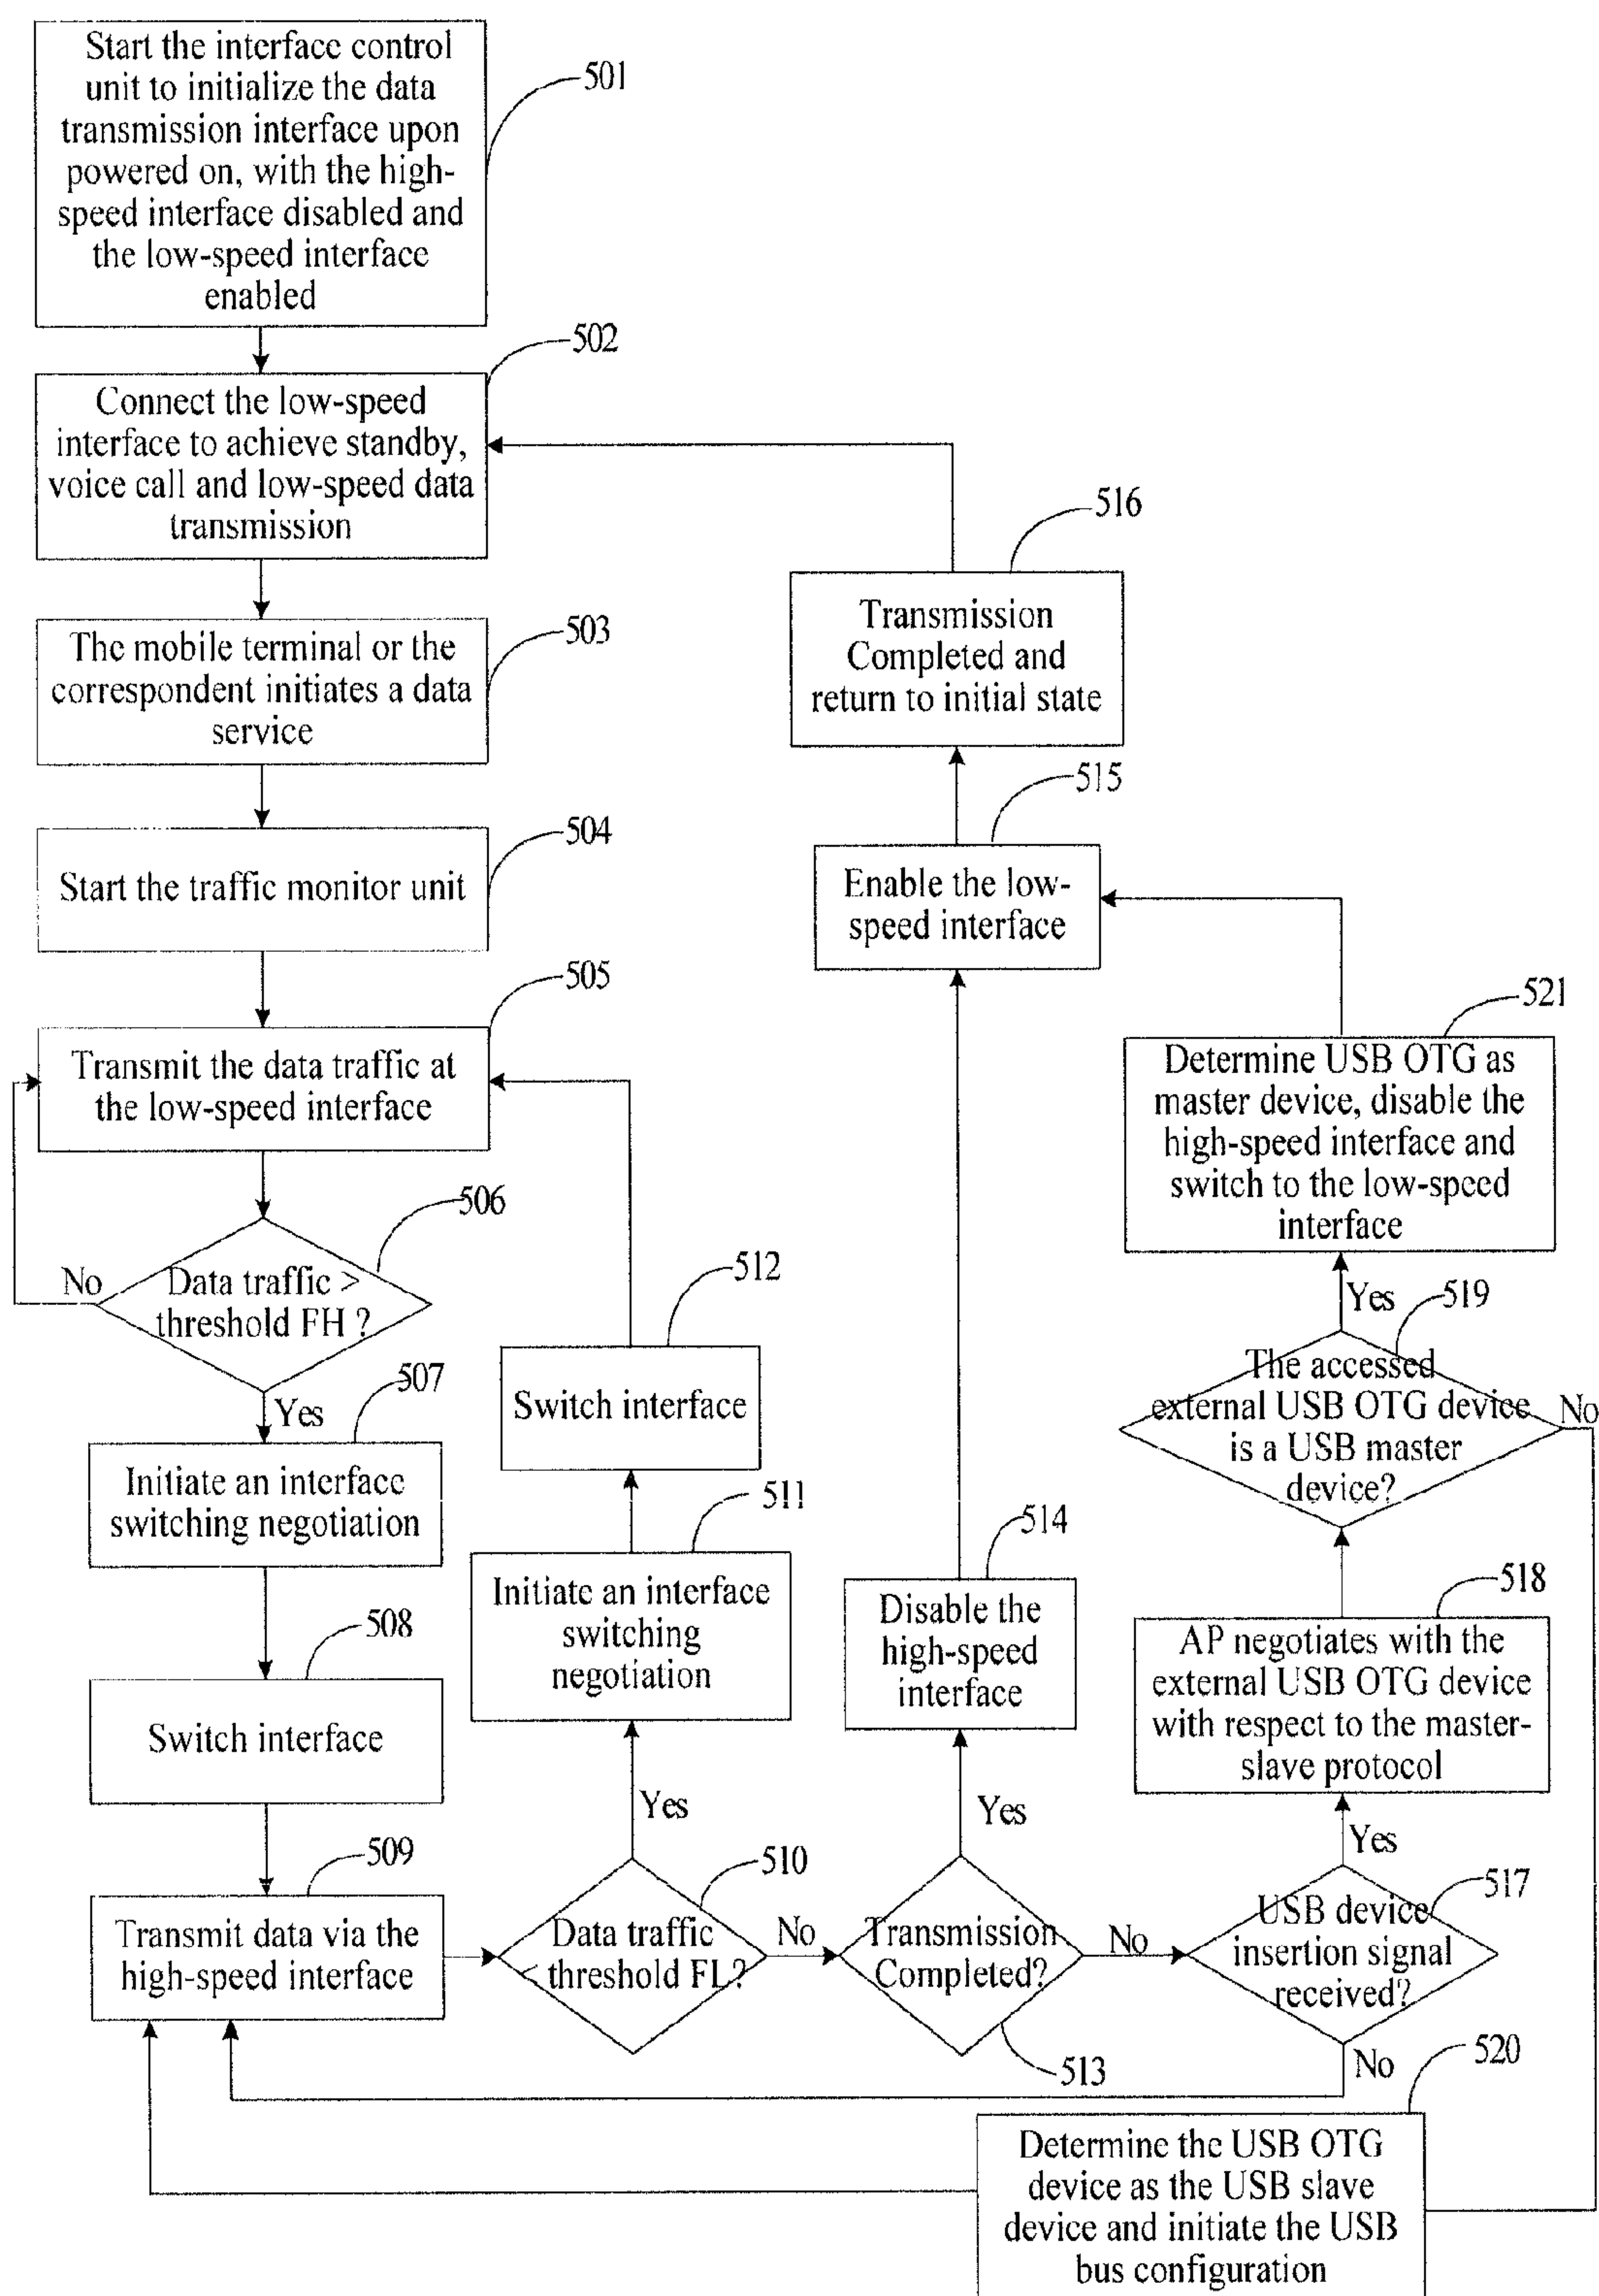 Start the interface control
unit to initialize the data
transmission interface upon
powered on, with the high-
speed interface disabled and
the low-speed interface
enabled
501
502
Connect the low-speed
interface to achieve standby,
voice call and low-speed data
transmission
503
The mobile terminal or the
correspondent initiates a data
service
504
Start the traffic monitor unit
505
Transmit the data traffic at
the low-speed interface
506
Data traffic >
threshold FH ?
No
Yes
507
Initiate an interface
switching negotiation
508
Switch interface
509
Transmit data via the
high-speed interface
510
Data traffic
< threshold FL?
Yes
No
511
Initiate an interface
switching
negotiation
512
Switch interface
513
Transmission
Completed?
Yes
No
514
Disable the
high-speed
interface
515
Enable the low-
speed interface
516
Transmission
Completed and
return to initial state
517
USB device
insertion signal
received?
Yes
No
518
AP negotiates with the
external USB OTG device
with respect to the master-
slave protocol
519
The accessed
external USB OTG device
is a USB master
device?
Yes
No
520
Determine the USB OTG
device as the USB slave
device and initiate the USB
bus configuration
521
Determine USB OTG as
master device, disable the
high-speed interface and
switch to the low-speed
interface